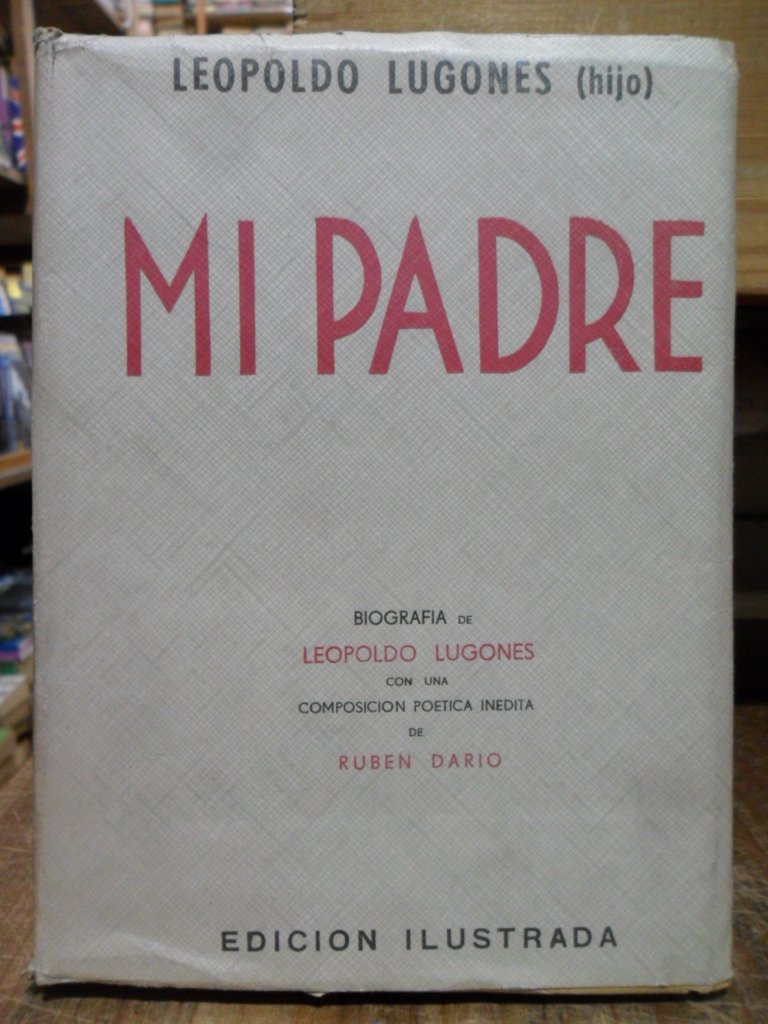 LEOPOLDO LUGONES (hijo)
MI PADRE
BIOGRAFIA DE
LEOPOLDO LUGONES
CON UNA
COMPOSICION POETICA INEDITA
DE
RUBEN DARIO
EDICION ILUSTRADA